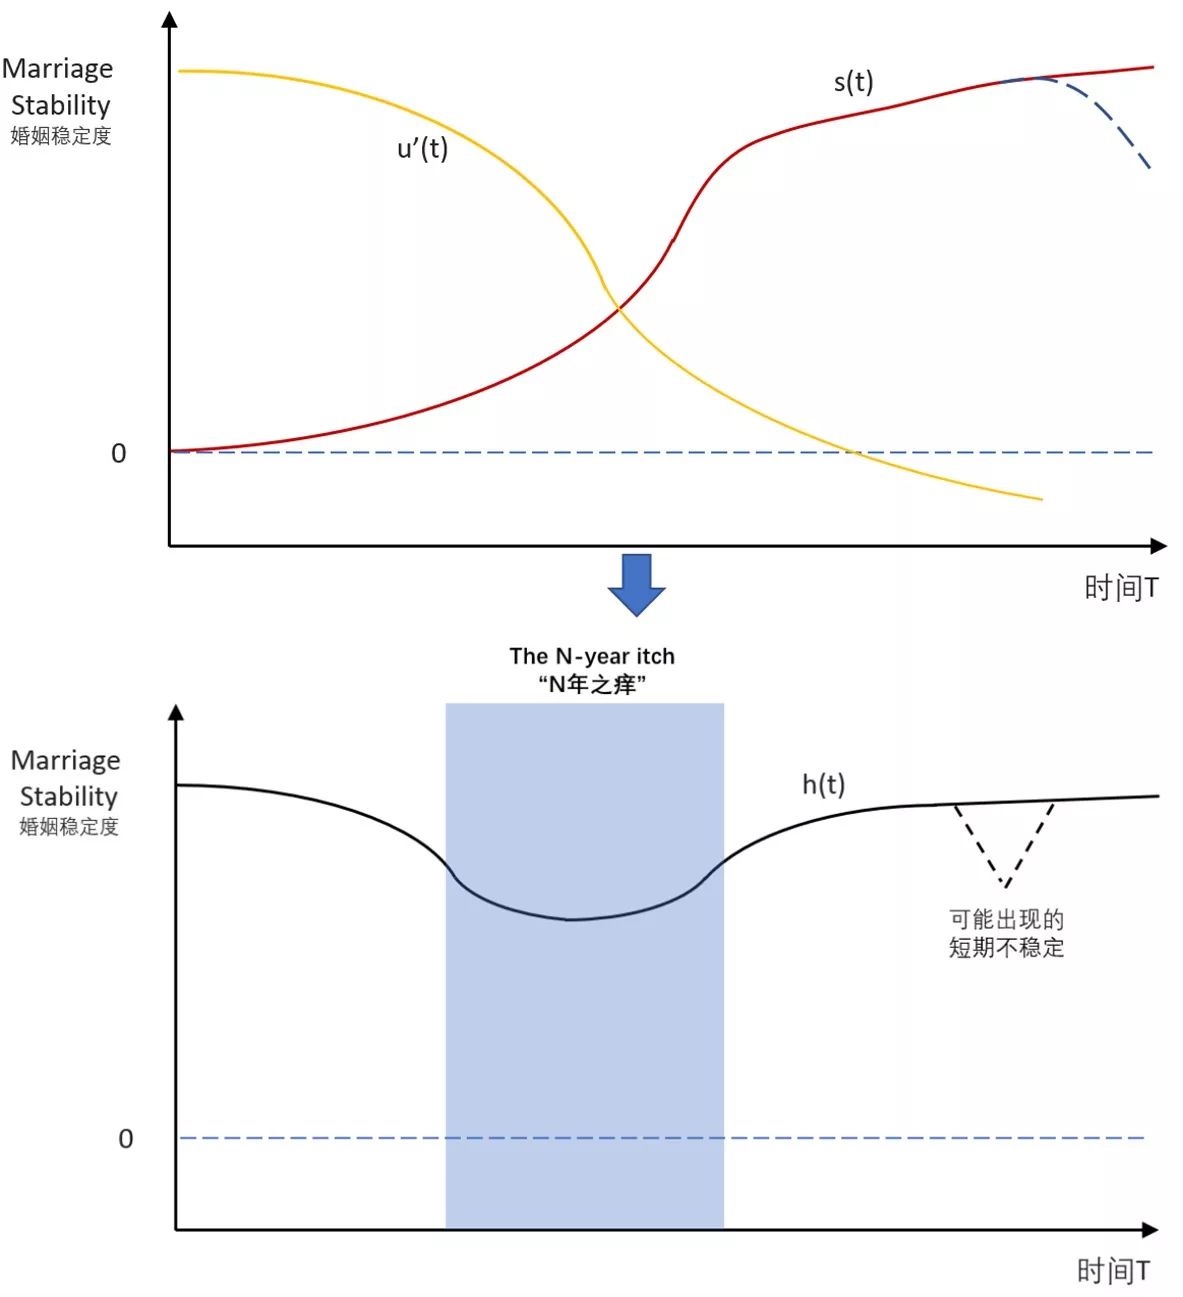 Marriage
Stability
婚姻稳定度
u’(t)
s(t)
0
时间T
The N-year itch
“N年之痒”
Marriage
Stability
婚姻稳定度
h(t)
可能出现的
短期不稳定
0
时间T